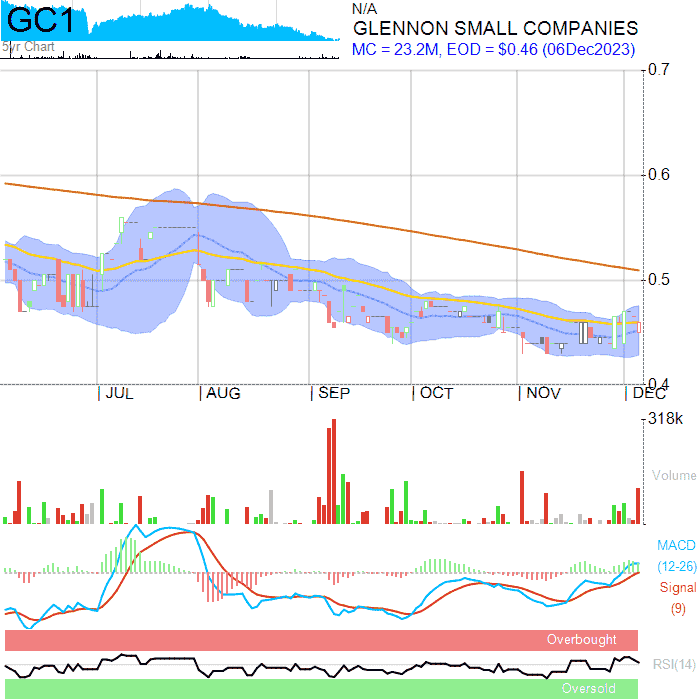 GC1
5yr Chart
N/A
GLENNON SMALL COMPANIES
MC = 23.2M, EOD = $0.46 (06Dec2023)
0.7
0.6
0.5
0.4
JUL AUG SEP OCT NOV DEC
318k
Volume
MACD
(12-26)
Signal
(9)
Overbought
RSI(14)
Oversold